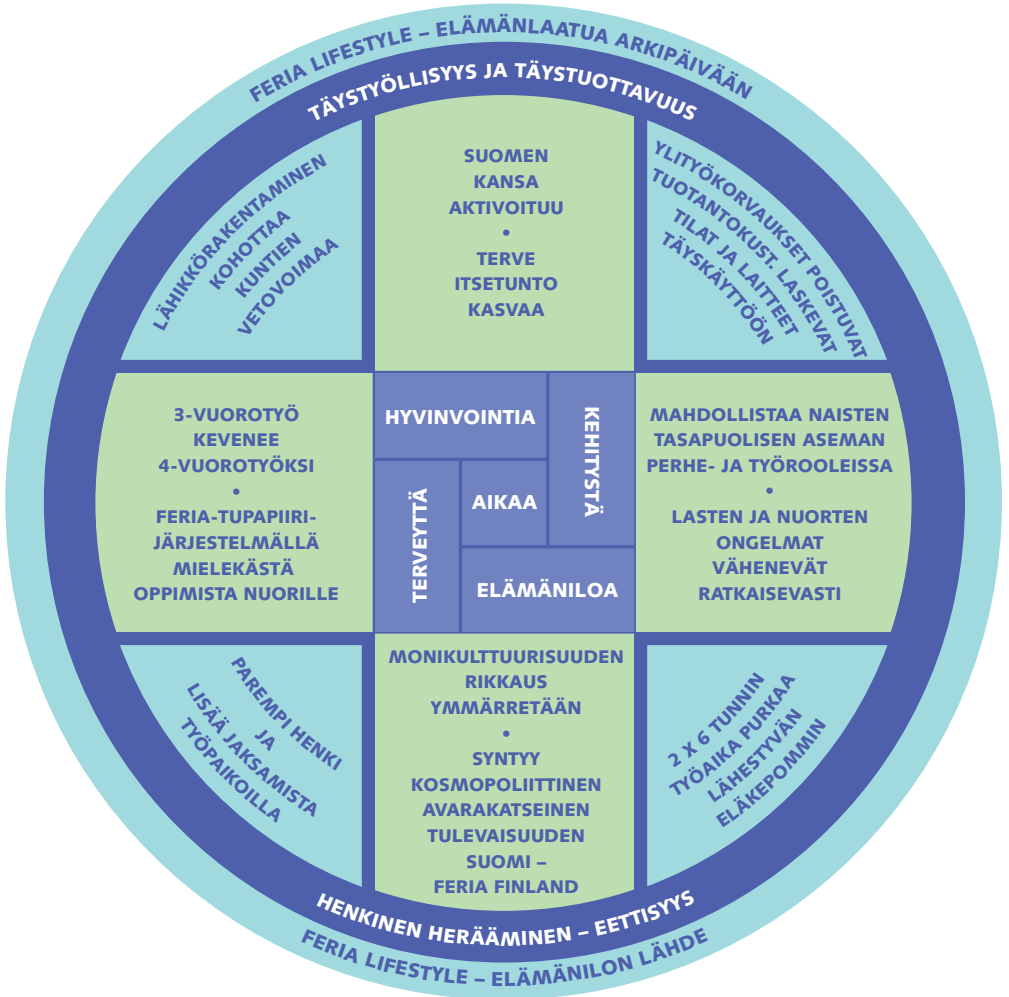 FERIA LIFESTYLE – ELÄMÄNLAATUA ARKIPÄIVÄÄN
TÄYSTYÖLLISYYS JA TÄYSTUOTTAVUUS
LÄHIKKÖRAKENTAMINEN
KOHOTTAA
KUNTIEN
VETOVOIMAA
SUOMEN
KANSA
AKTIVOITUU
•
TERVE
ITSETUNTO
KASVAA
YLITYÖKORVAUKSET POISTUVAT
TUOTANTOKUST. LASKEVAT
TILAT JA LAITTEET
TÄYSKÄYTTÖÖN
3-VUOROTYÖ
KEVENEE
4-VUOROTYÖKSI
•
FERIA-TUPAPIIRI-
JÄRJESTELMÄLLÄ
MIELEKÄSTÄ
OPPIMISTA NUORILLE
HYVINVOINTIA
KEHITYSTÄ
TERVEYTTÄ
AIKAA
ELÄMÄNILOA
MAHDOLLISTAA NAISTEN
TASAPUOLISEN ASEMAN
PERHE- JA TYÖROOLEISSA
•
LASTEN JA NUORTEN
ONGELMAT
VÄHENEVÄT
RATKAISEVASTI
PAREMPI HENKI
JA
LISÄÄ JAKSAMISTA
TYÖPAIKOILLA
MONIKULTTUURISUUDEN
RIKKAUS
YMMÄRRETÄÄN
•
SYNTYY
KOSMOPOLIITTINEN
AVARAKATSEINEN
TULEVAISUUDEN
SUOMI –
FERIA FINLAND
2 X 6 TUNNIN
TYÖAIKA PURKAA
LÄHESTYVÄN
ELÄKEPOMMIN
HENKINEN HERÄÄMINEN – EETTISYYS
FERIA LIFESTYLE – ELÄMÄNILON LÄHDE